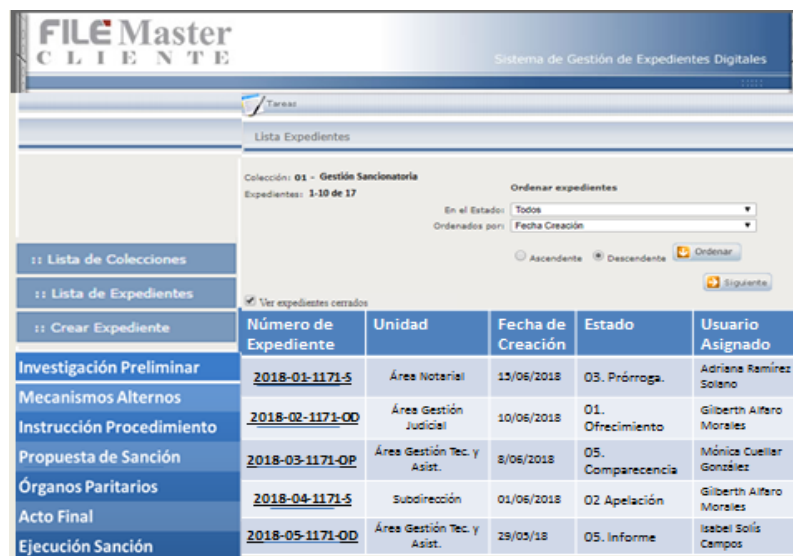 FILE Master
CLIENTE
Sistema de Gestión de Expedientes Digitales
Tareas
Lista Expedientes
Colección: 01 - Gestión Sancionatoria
Expedientes: 1-10 de 17
Ordenar expedientes
En el Estado: Todos
Ordenados por: Fecha Creación
Ascendente Descendente Ordenar
Siguiente
Ver expedientes cerrados
:: Lista de Colecciones
:: Lista de Expedientes
:: Crear Expediente
Investigación Preliminar
Mecanismos Alternos
Instrucción Procedimiento
Propuesta de Sanción
Órganos Paritarios
Acto Final
Ejecución Sanción
Número de Expediente Unidad Fecha de Creación Estado Usuario Asignado
2018-01-1171-S Área Notarial 15/06/2018 03. Prórroga. Adriana Ramírez Solano
2018-02-1171-OD Área Gestión Judicial 10/06/2018 01. Ofrecimiento Gilberth Alfaro Morales
2018-03-1171-OP Área Gestión Tec. y Asist. 8/06/2018 05. Comparecencia Mónica Cuellar González
2018-04-1171-S Subdirección 01/06/2018 02 Apelación Gilberth Alfaro Morales
2018-05-1171-OD Área Gestión Tec. y Asist. 29/05/18 05. Informe Isabel Solís Campos